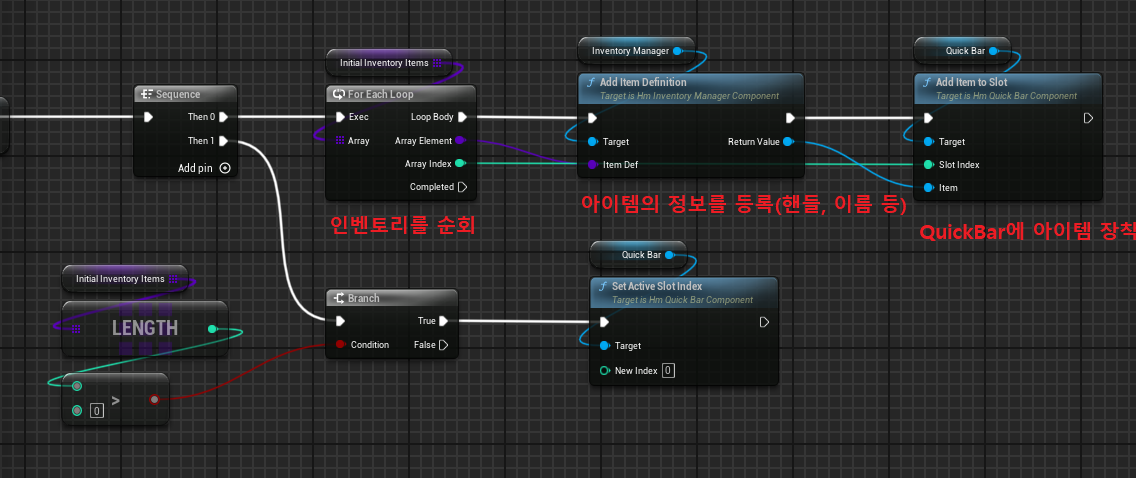 Initial Inventory Items
Inventory Manager
Quick Bar
Sequence
Then 0
Then 1
Add pin
For Each Loop
Exec
Loop Body
Array
Array Element
Array Index
Completed
Add Item Definition
Target is Hm Inventory Manager Component
Target
Return Value
Item Def
Add Item to Slot
Target is Hm Quick Bar Component
Target
Slot Index
Item
인벤토리를 순회
아이템의 정보를 등록(핸들, 이름 등)
QuickBar에 아이템 장착
Initial Inventory Items
LENGTH
0
>
Branch
True
Condition
False
Quick Bar
Set Active Slot Index
Target is Hm Quick Bar Component
Target
New Index 0